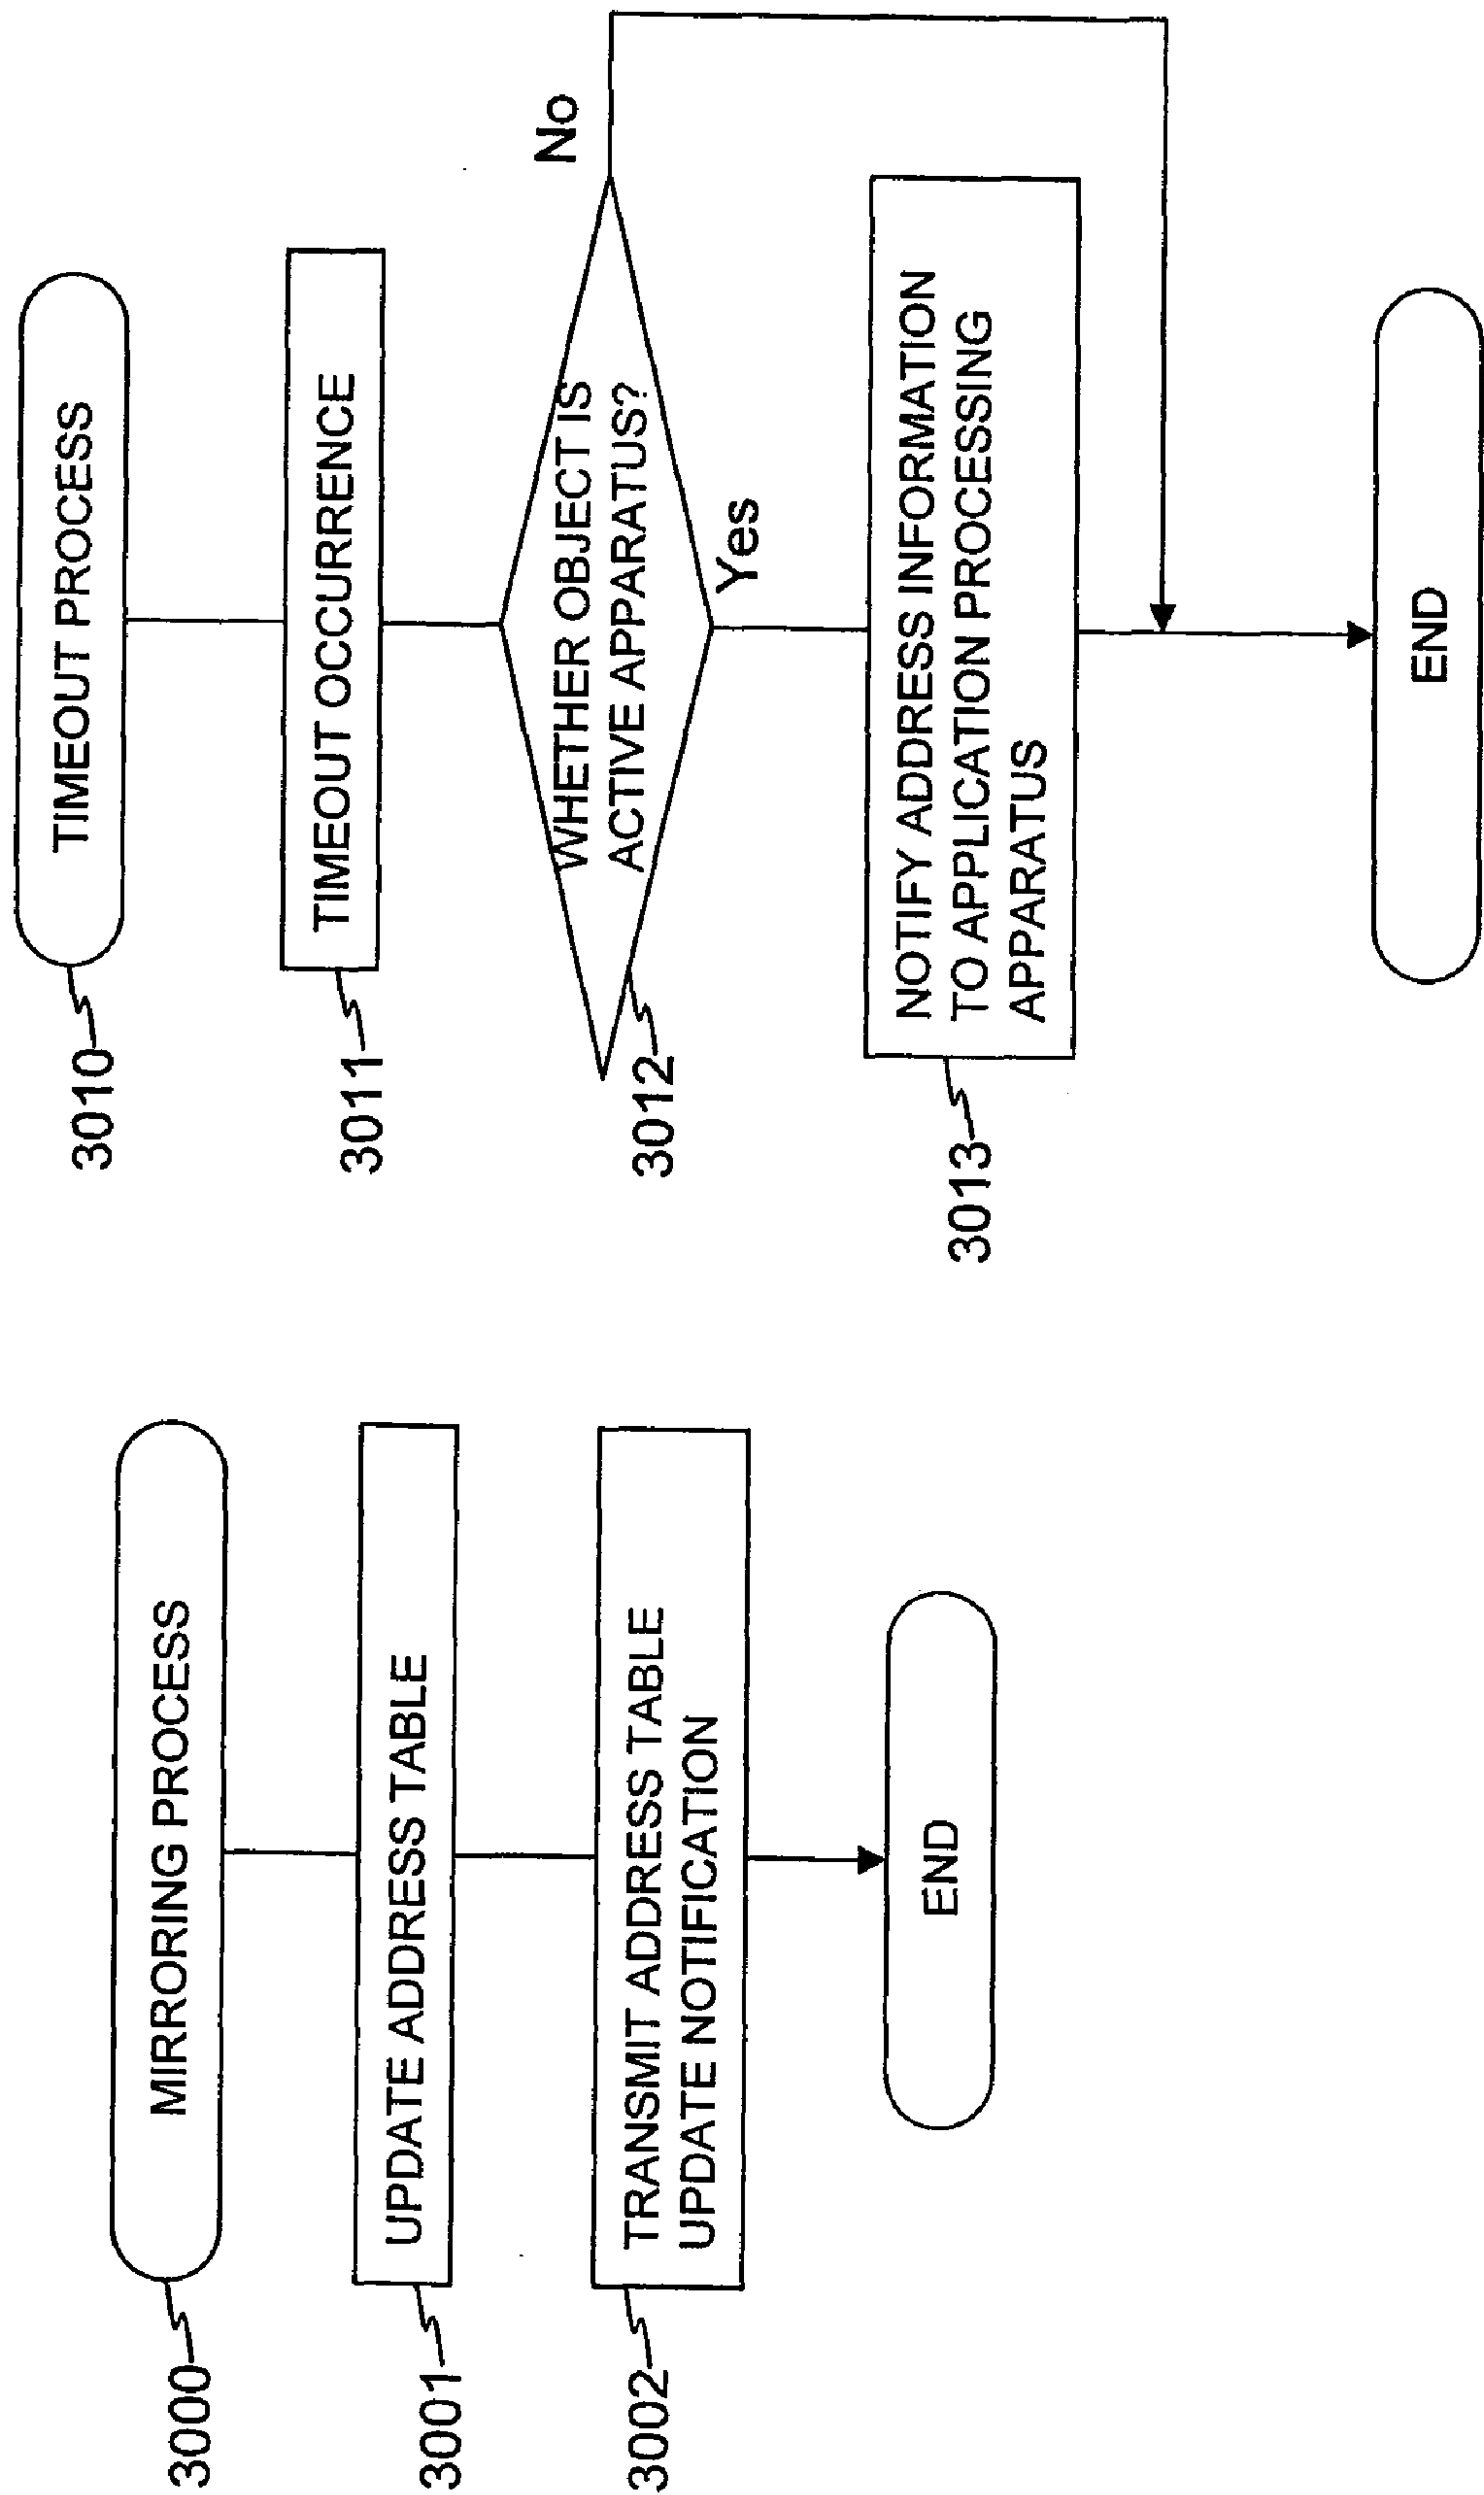 3000
MIRRORING PROCESS
3001
UPDATE ADDRESS TABLE
3002
TRANSMIT ADDRESS TABLE
UPDATE NOTIFICATION
END
3010
TIMEOUT PROCESS
3011
TIMEOUT OCCURRENCE
3012
WHETHER OBJECT IS
ACTIVE APPARATUS?
No
Yes
3013
NOTIFY ADDRESS INFORMATION
TO APPLICATION PROCESSING
APPARATUS
END